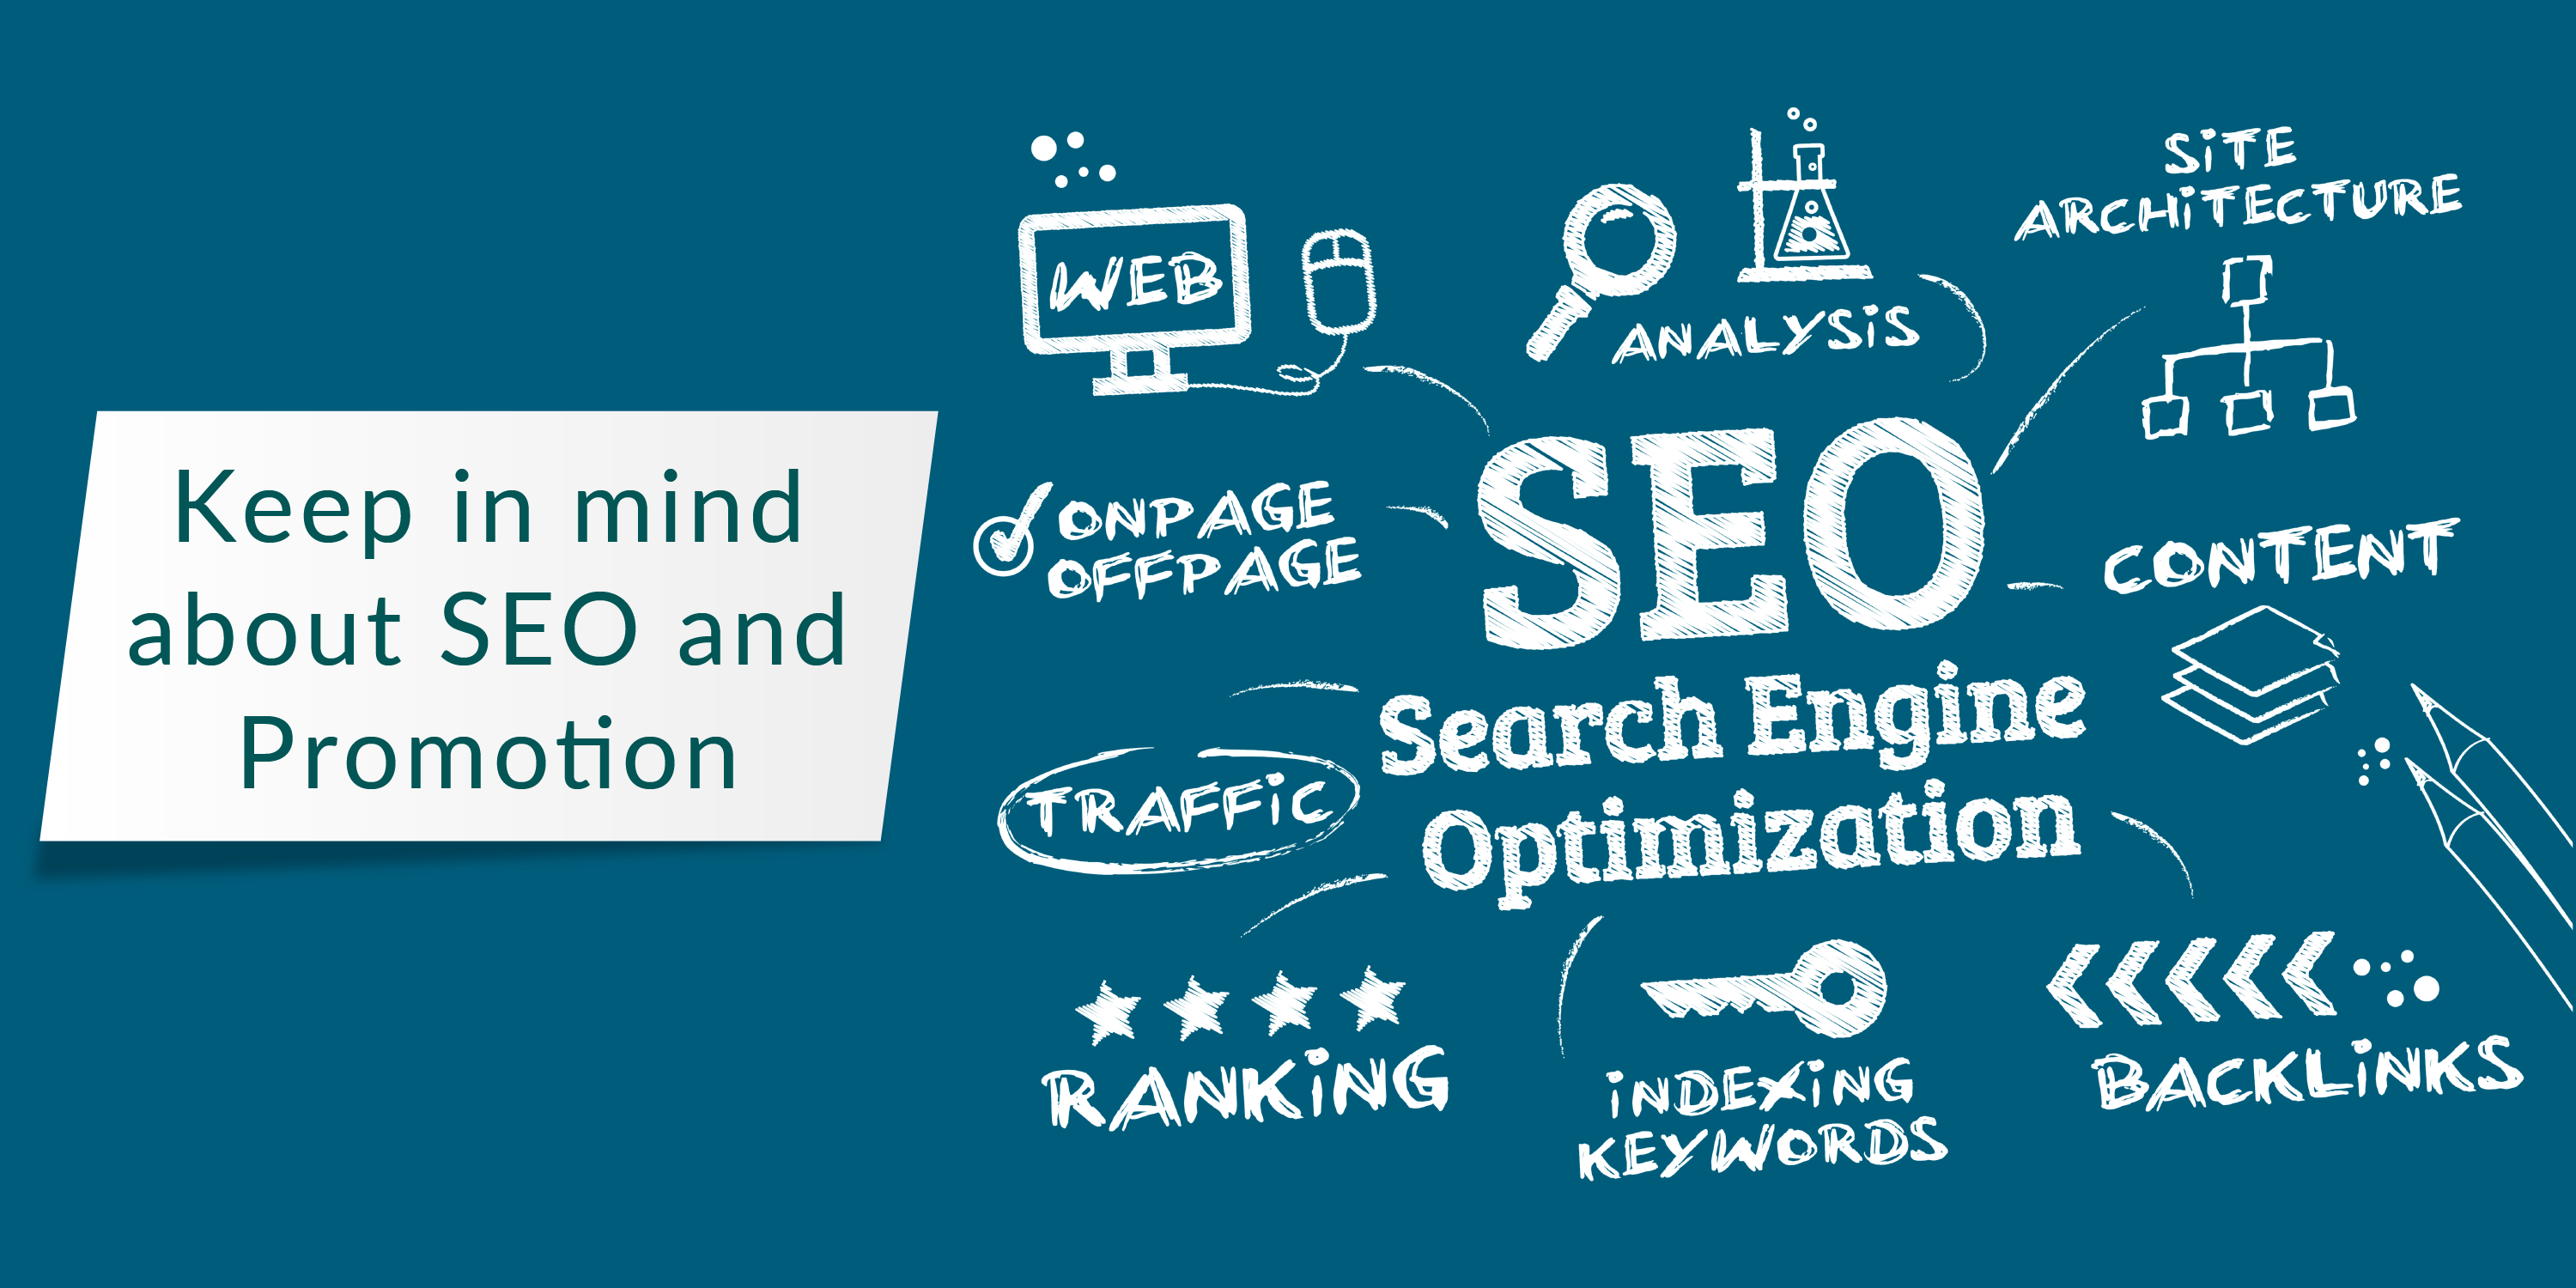 Keep in mind
about SEO and
Promotion
WEB
ANALYSiS
SiTE
ARCHiTECTURE
ONPAGE
OFFPAGE
SEO
Search Engine
Optimization
CONTENT
TRAFFiC
RANKiNG
iNDEXiNG
KEYWORDS
BACKLiNKS